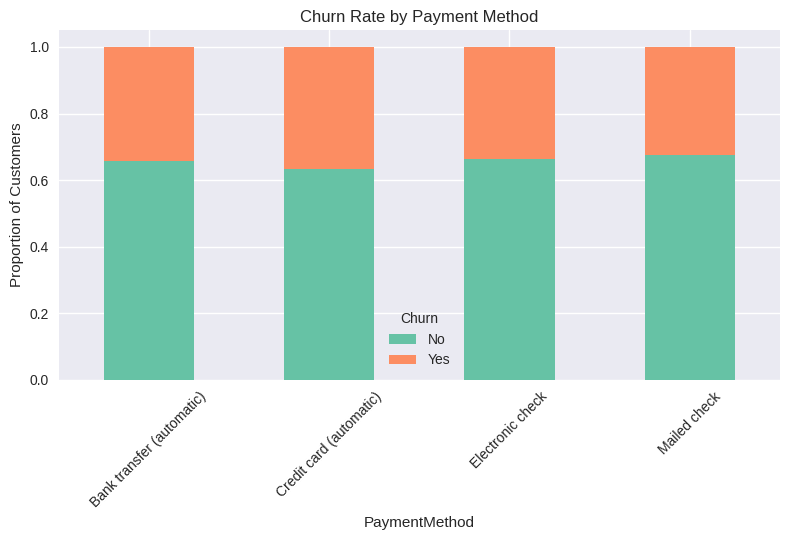 Churn Rate by Payment Method
Proportion of Customers
1.0
0.8
0.6
0.4
0.2
0.0
Churn
No
Yes
Bank transfer (automatic)
Credit card (automatic)
Electronic check
Mailed check
PaymentMethod